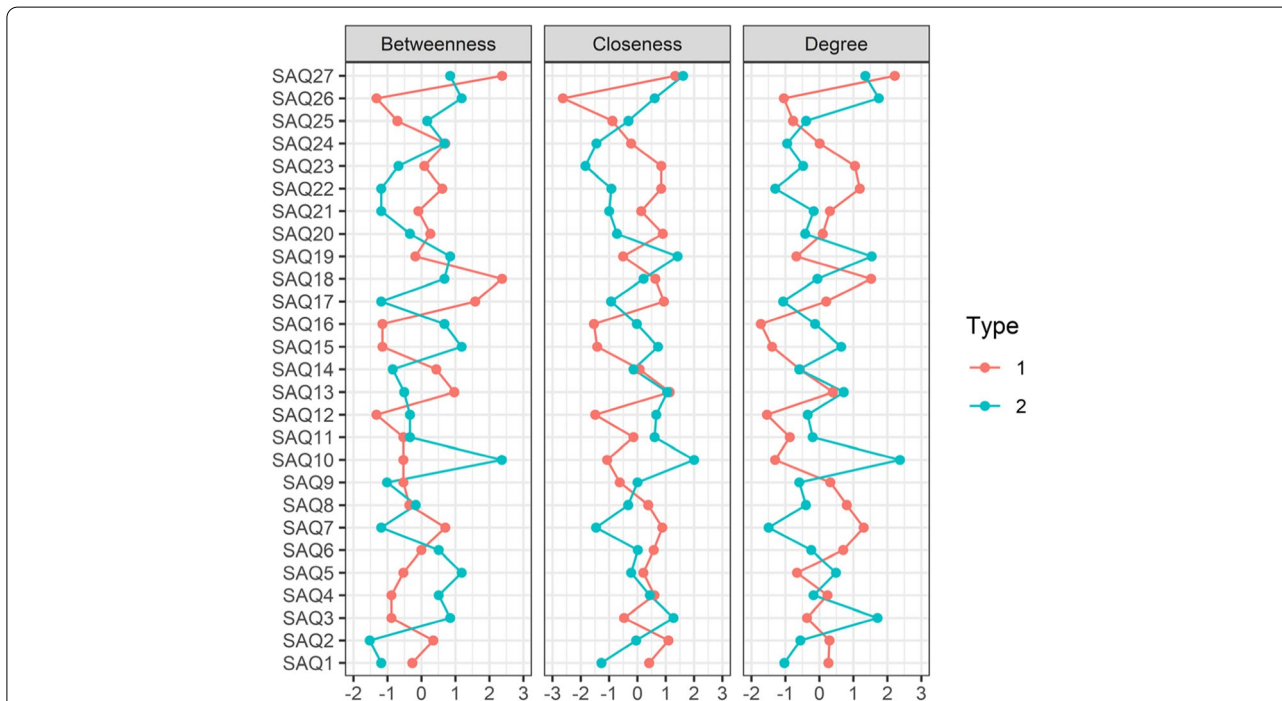 Betweenness Closeness Degree
SAQ27
SAQ26
SAQ25
SAQ24
SAQ23
SAQ22
SAQ21
SAQ20
SAQ19
SAQ18
SAQ17
SAQ16
SAQ15
SAQ14
SAQ13
SAQ12
SAQ11
SAQ10
SAQ9
SAQ8
SAQ7
SAQ6
SAQ5
SAQ4
SAQ3
SAQ2
SAQ1
-2 -1 0 1 2 3 -3 -2 -1 0 1 2 3 -2 -1 0 1 2 3
Type
1
2